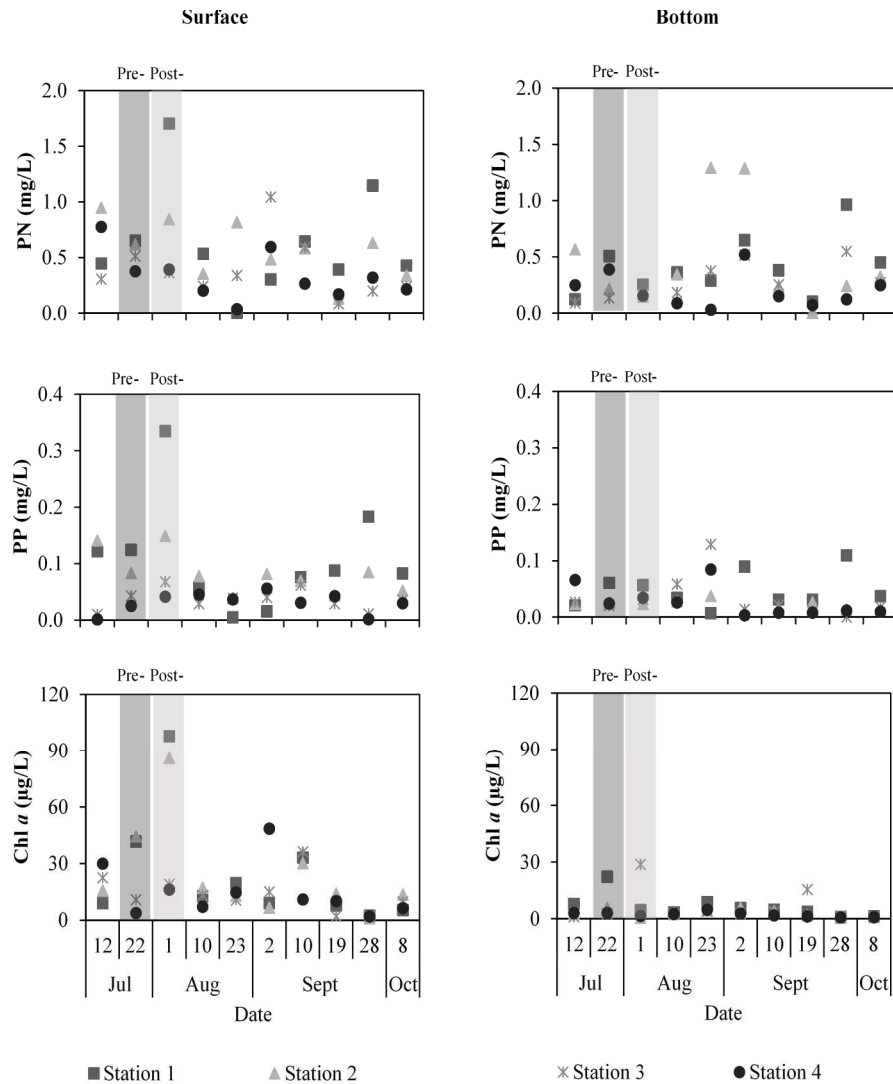 Surface
Bottom
Pre- Post-
Pre- Post-
PN (mg/L)
2.0
1.5
1.0
0.5
0.0
PN (mg/L)
2.0
1.5
1.0
0.5
0.0
Pre- Post-
Pre- Post-
PP (mg/L)
0.4
0.3
0.2
0.1
0.0
PP (mg/L)
0.4
0.3
0.2
0.1
0.0
Pre- Post-
Pre- Post-
Chl a (µg/L)
120
90
60
30
0
Chl a (µg/L)
120
90
60
30
0
12 22 1 10 23 2 10 19 28 8
Jul Aug Sept Oct
Date
12 22 1 10 23 2 10 19 28 8
Jul Aug Sept Oct
Date
Station 1 Station 2 Station 3 Station 4